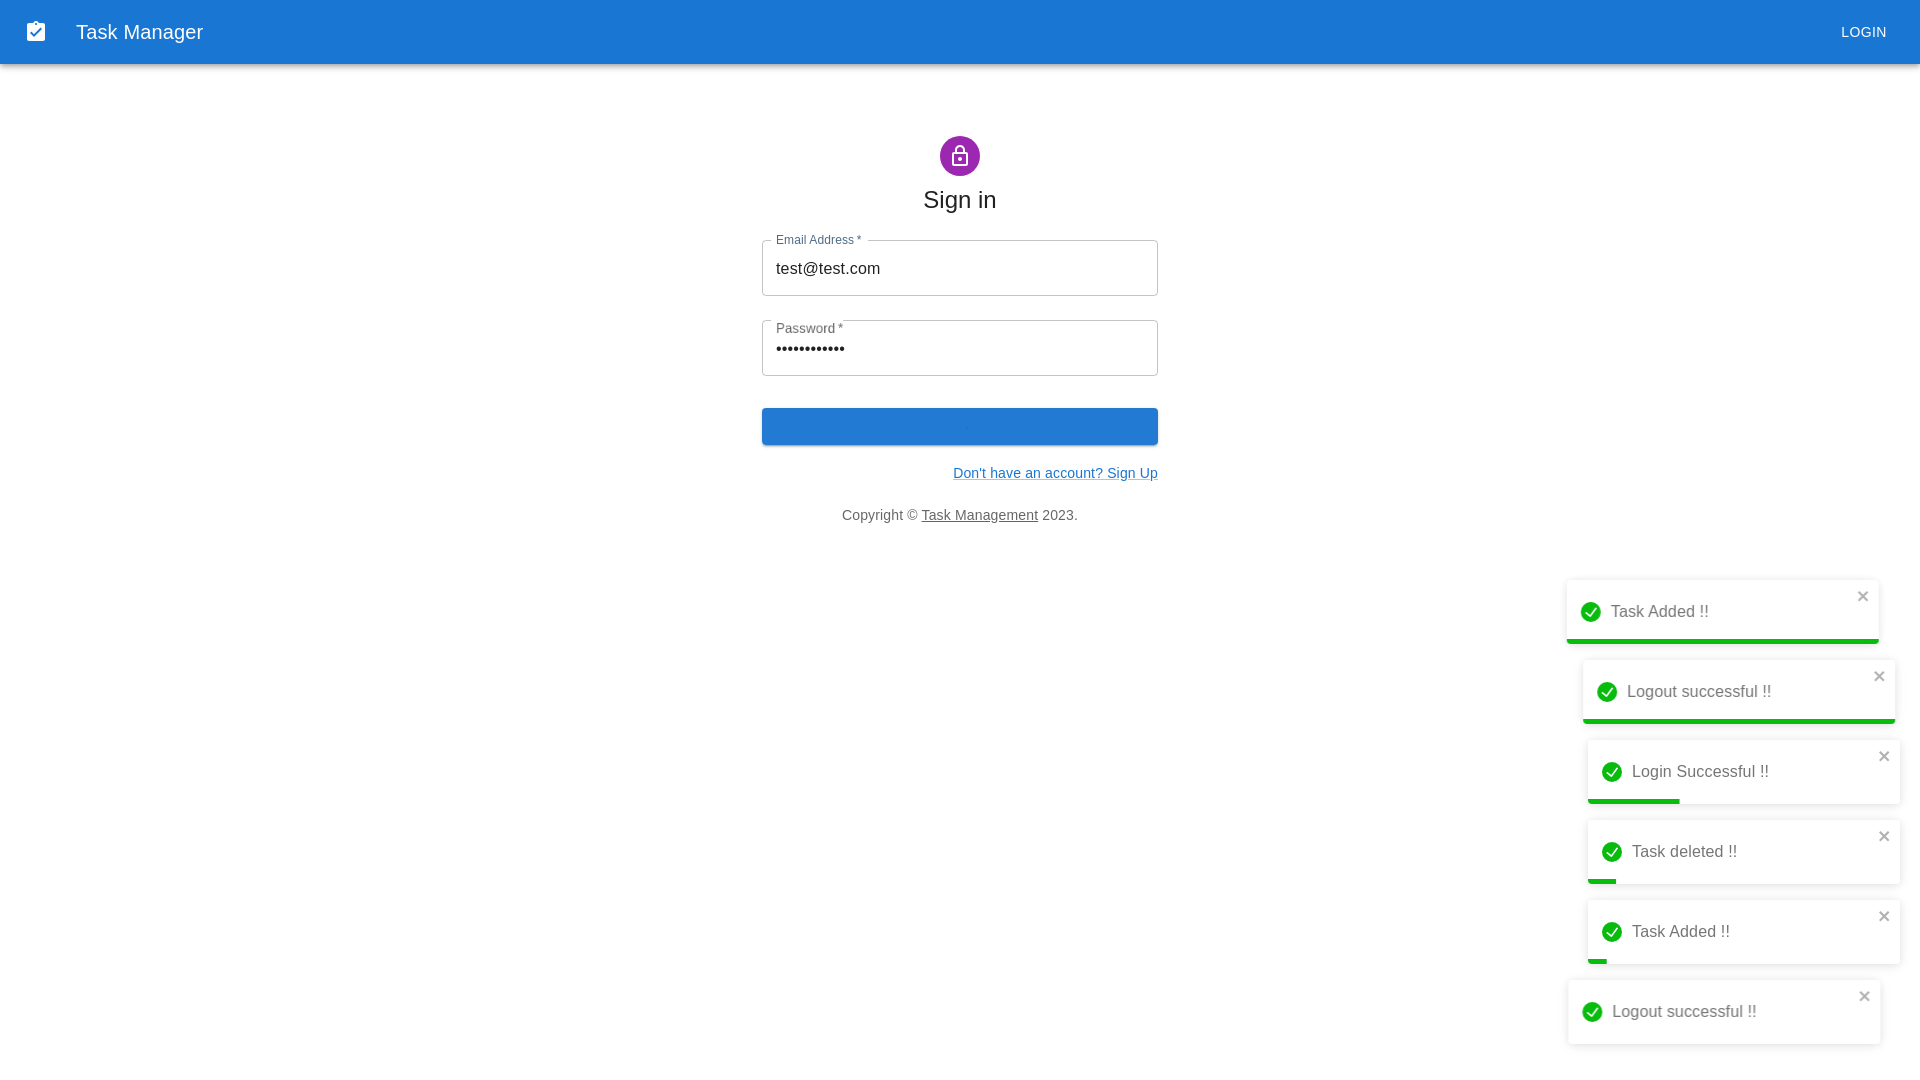 Task Manager
LOGIN
Sign in
Email Address *
test@test.com
Password *
••••••••••••
Don't have an account? Sign Up
Copyright © Task Management 2023.
Task Added !!
Logout successful !!
Login Successful !!
Task deleted !!
Task Added !!
Logout successful !!